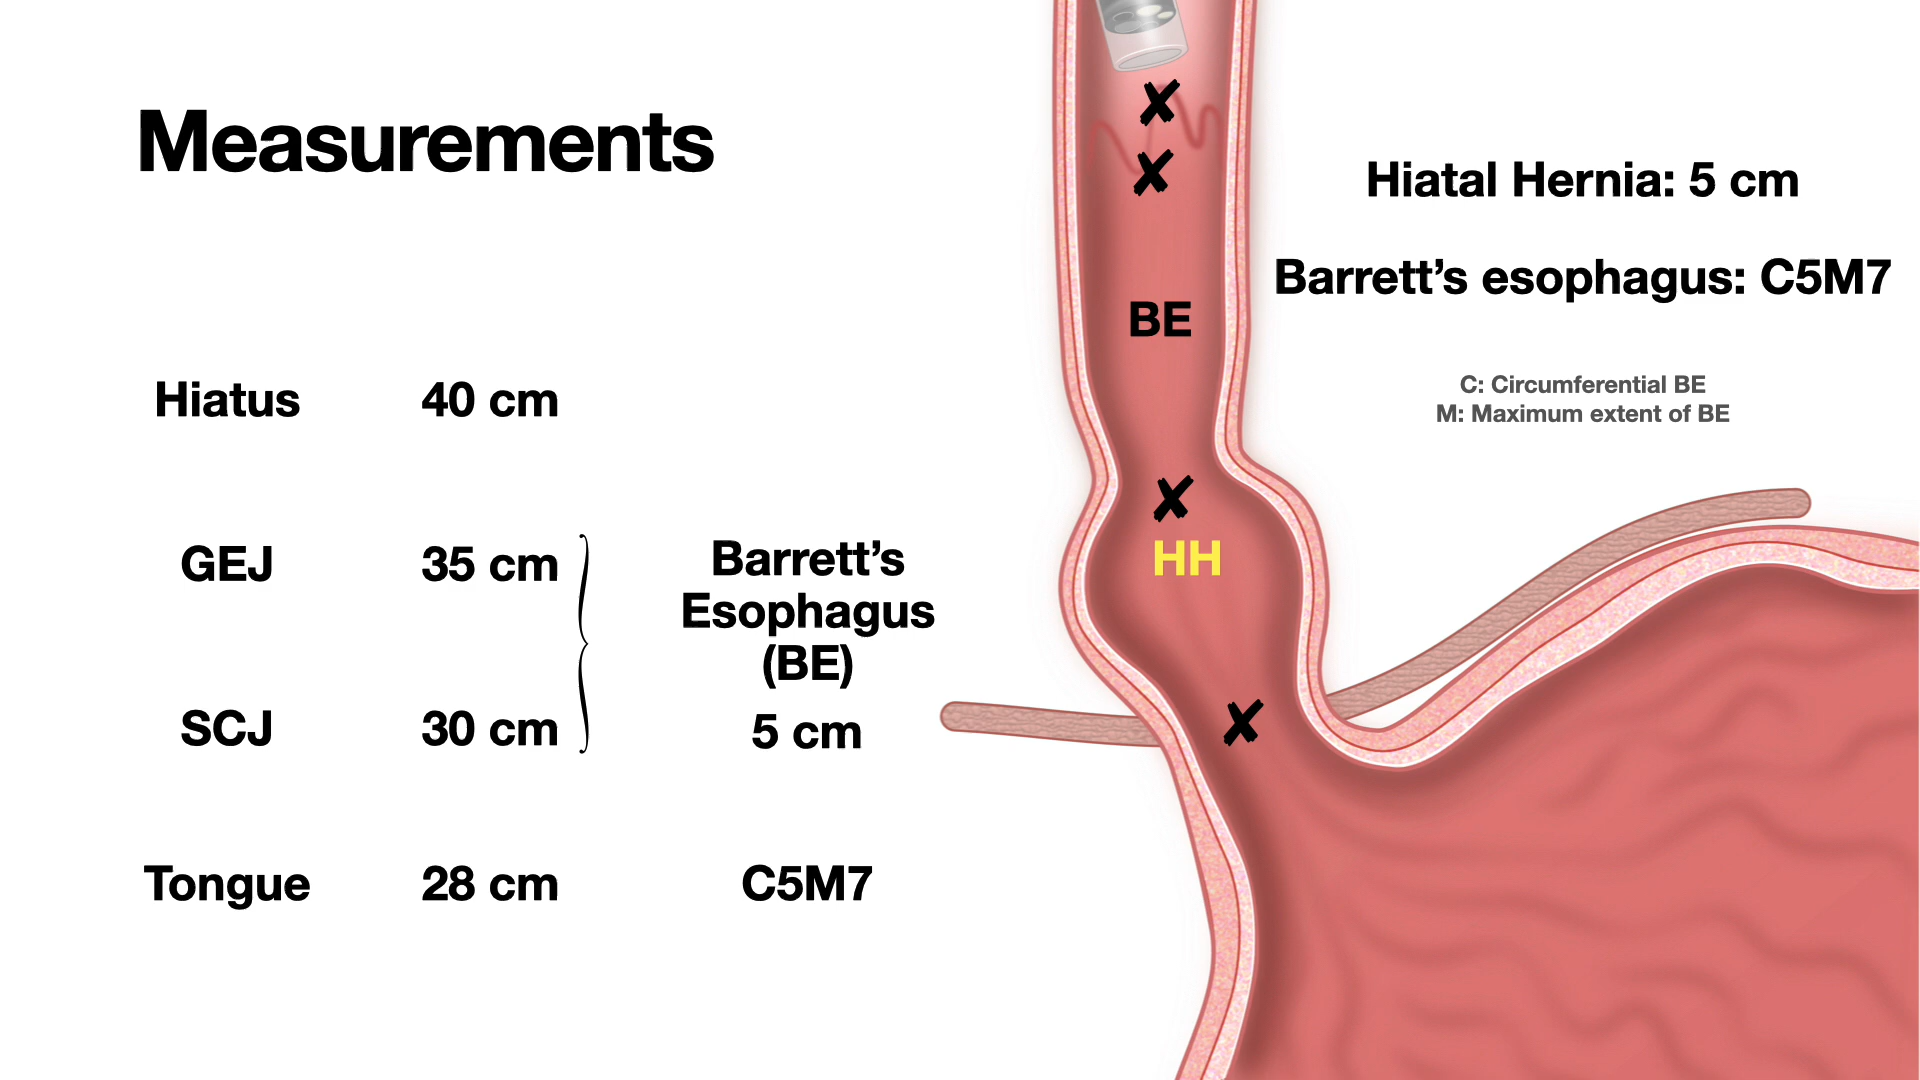 Measurements
Hiatus 40 cm
GEJ 35 cm
SCJ 30 cm
Tongue 28 cm
Barrett’s
Esophagus
(BE)
5 cm
C5M7
BE
HH
Hiatal Hernia: 5 cm
Barrett’s esophagus: C5M7
C: Circumferential BE
M: Maximum extent of BE